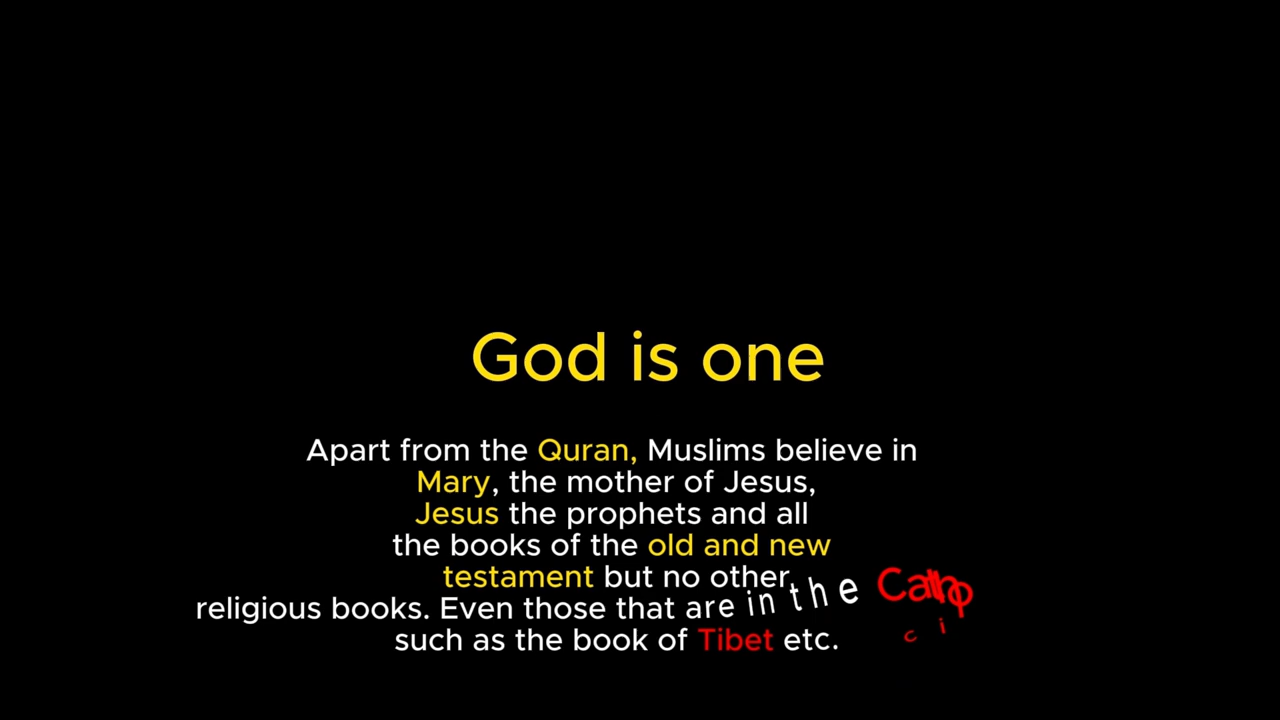 God is one
Apart from the Quran, Muslims believe in
Mary, the mother of Jesus,
Jesus the prophets and all
the books of the old and new
testament but no other
religious books. Even those that are in the
such as the book of Tibet etc.